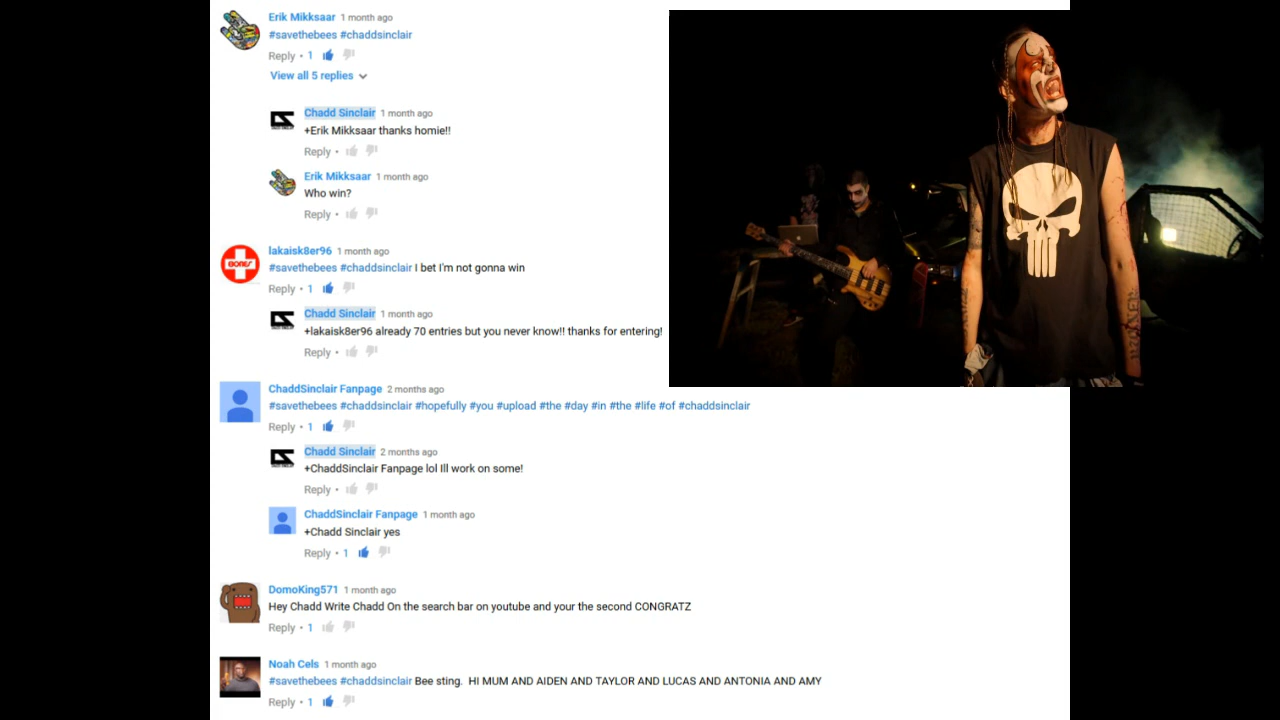 Erik Mikksaar 1 month ago
#savethebees #chaddsinclair
Reply • 1
View all 5 replies
Chadd Sinclair 1 month ago
+Erik Mikksaar thanks homie!!
Reply •
Erik Mikksaar 1 month ago
Who win?
Reply •
lakaisk8er96 1 month ago
BONES
#savethebees #chaddsinclair I bet I'm not gonna win
Reply • 1
Chadd Sinclair 1 month ago
+lakaisk8er96 already 70 entries but you never know!! thanks for entering!
Reply •
ChaddSinclair Fanpage 2 months ago
#savethebees #chaddsinclair #hopefully #you #upload #the #day #in #the #life #of #chaddsinclair
Reply • 1
Chadd Sinclair 2 months ago
+ChaddSinclair Fanpage lol Ill work on some!
Reply •
ChaddSinclair Fanpage 1 month ago
+Chadd Sinclair yes
Reply • 1
DomoKing571 1 month ago
Hey Chadd Write Chadd On the search bar on youtube and your the second CONGRATZ
Reply • 1
Noah Cels 1 month ago
#savethebees #chaddsinclair Bee sting. HI MUM AND AIDEN AND TAYLOR AND LUCAS AND ANTONIA AND AMY
Reply • 1